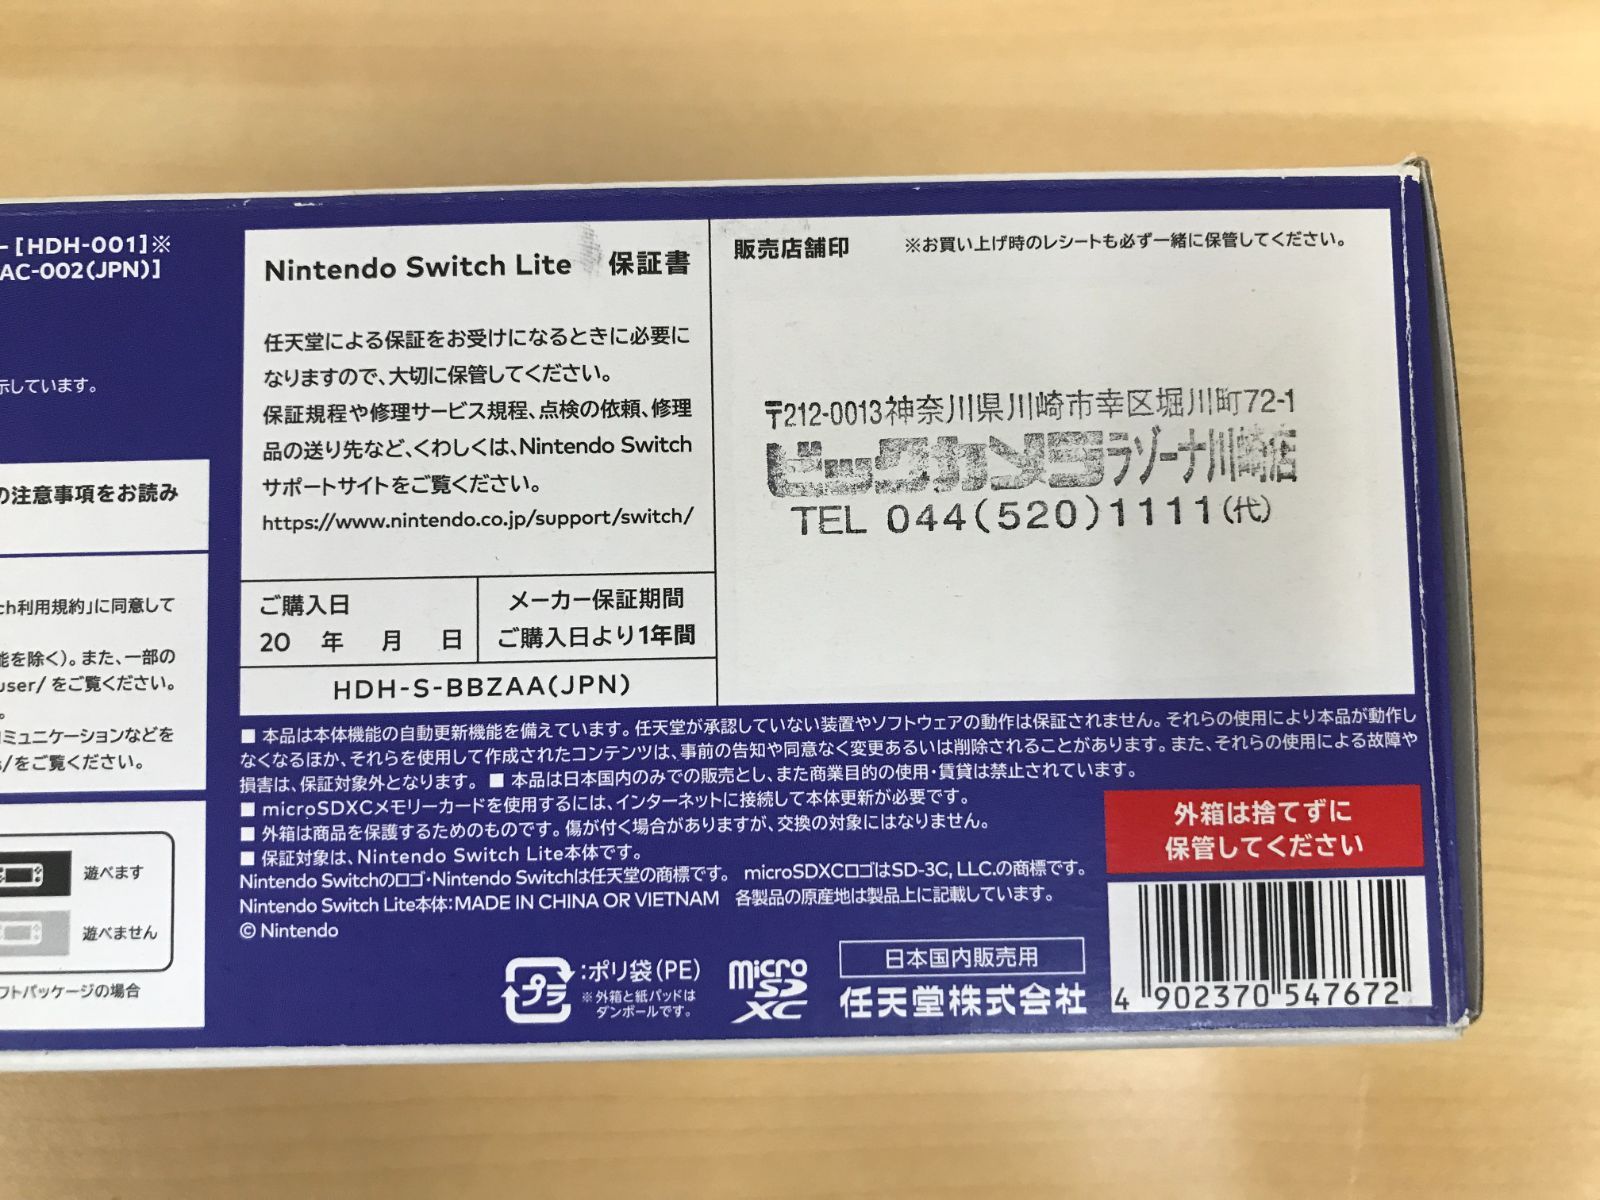 ー[HDH-001]※
AC-002(JPN)]
示しています。
の注意事項をお読み
ch利用規約」に同意して
能を除く)。また、一部の
user/ をご覧ください。
。
コミュニケーションなどを
s/をご覧ください。
遊べます
遊べません
フトパッケージの場合
Nintendo Switch Lite 保証書
任天堂による保証をお受けになるときに必要に
なりますので、大切に保管してください。
保証規程や修理サービス規程、点検の依頼、修理
品の送り先など、くわしくは、Nintendo Switch
サポートサイトをご覧ください。
https://www.nintendo.co.jp/support/switch/
ご購入日
20 年 月 日
メーカー保証期間
ご購入日より1年間
HDH-S-BBZAA(JPN)
販売店舗印 ※お買い上げ時のレシートも必ず一緒に保管してください。
〒212-0013神奈川県川崎市幸区堀川町72-1
ビックカメラ ラゾーナ川崎店
TEL 044(520)1111(代)
■ 本品は本体機能の自動更新機能を備えています。任天堂が承認していない装置やソフトウェアの動作は保証されません。それらの使用により本品が動作し
なくなるほか、それらを使用して作成されたコンテンツは、事前の告知や同意なく変更あるいは削除されることがあります。また、それらの使用による故障や
損害は、保証対象外となります。 ■ 本品は日本国内のみでの販売とし、また商業目的の使用・賃貸は禁止されています。
■ microSDXCメモリーカードを使用するには、インターネットに接続して本体更新が必要です。
■ 外箱は商品を保護するためのものです。傷が付く場合がありますが、交換の対象にはなりません。
■ 保証対象は、Nintendo Switch Lite本体です。
Nintendo Switchのロゴ・Nintendo Switchは任天堂の商標です。 microSDXCロゴはSD-3C, LLC.の商標です。
Nintendo Switch Lite本体：MADE IN CHINA OR VIETNAM 各製品の原産地は製品上に記載しています。
© Nintendo
外箱は捨てずに
保管してください
プラ
:ポリ袋(PE)
※外箱と紙パッドは
ダンボールです。
micro
SD
XC
日本国内販売用
任天堂株式会社
4 902370 547672